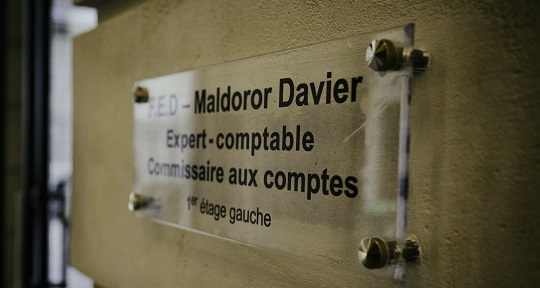 F.E.D – Maldoror Davier
Expert-comptable
Commissaire aux comptes
1er étage gauche